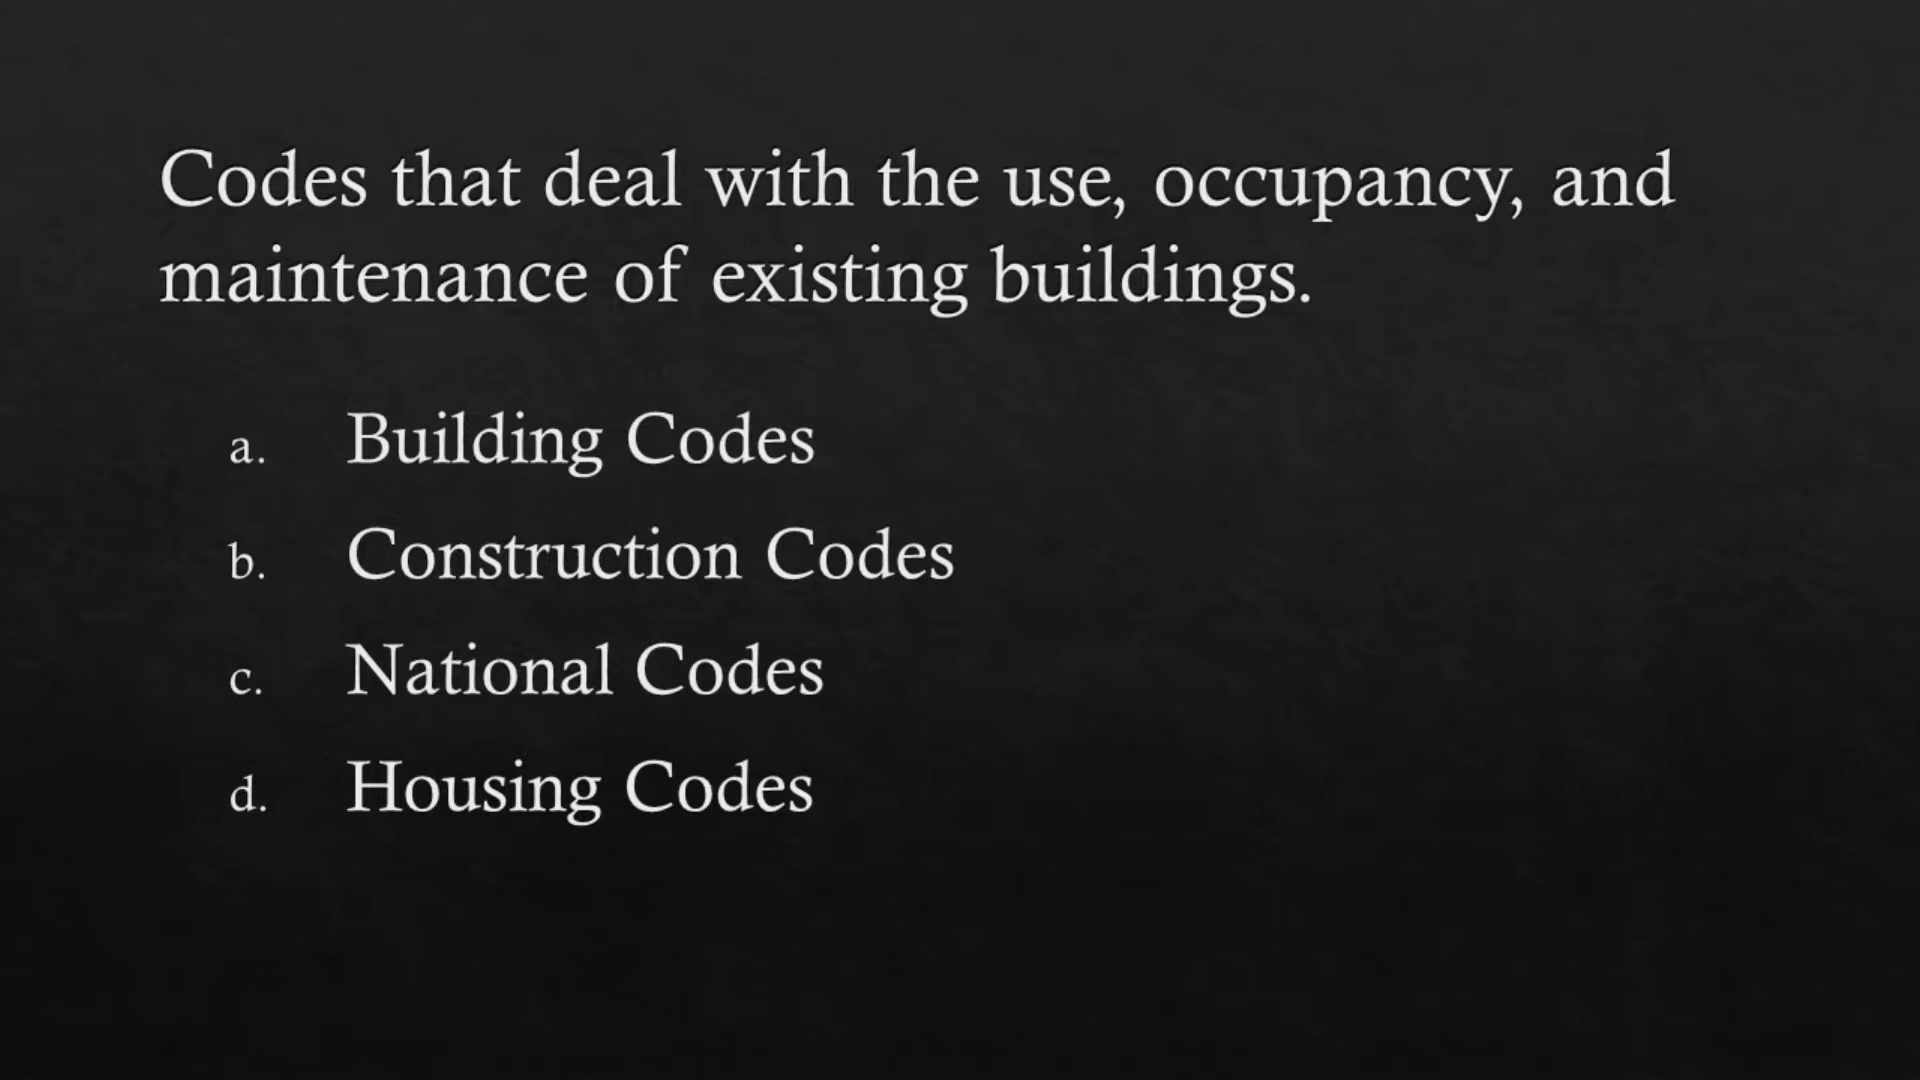 Codes that deal with the use, occupancy, and
maintenance of existing buildings.
a. Building Codes
b. Construction Codes
c. National Codes
d. Housing Codes